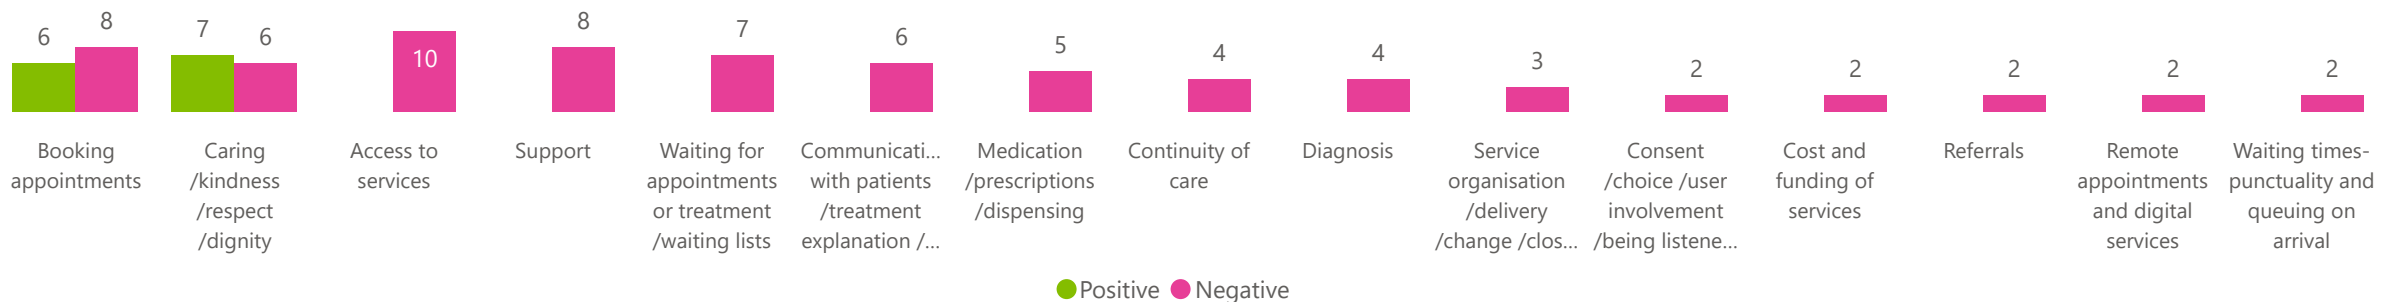 6 8 7 6 10 8 7 6 5 4 4 3 2 2 2 2 2
Booking
appointments
Caring
/kindness
/respect
/dignity
Access to
services
Support
Waiting for
appointments
or treatment
/waiting lists
Communicati...
with patients
/treatment
explanation /...
Medication
/prescriptions
/dispensing
Continuity of
care
Diagnosis
Service
organisation
/delivery
/change /clos...
Consent
/choice /user
involvement
/being listene...
Cost and
funding of
services
Referrals
Remote
appointments
and digital
services
Waiting times-
punctuality and
queuing on
arrival
Positive Negative